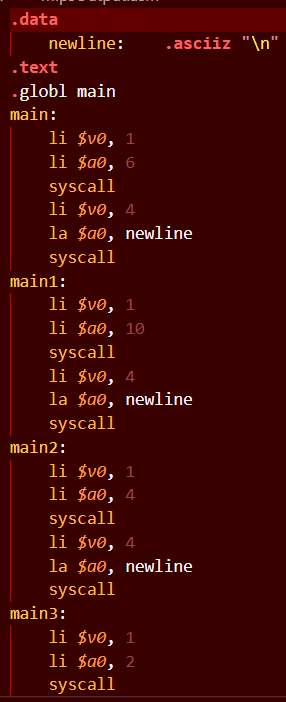 .data
newline: .asciiz "\n"
.text
.globl main
main:
li $v0, 1
li $a0, 6
syscall
li $v0, 4
la $a0, newline
syscall
main1:
li $v0, 1
li $a0, 10
syscall
li $v0, 4
la $a0, newline
syscall
main2:
li $v0, 1
li $a0, 4
syscall
li $v0, 4
la $a0, newline
syscall
main3:
li $v0, 1
li $a0, 2
syscall